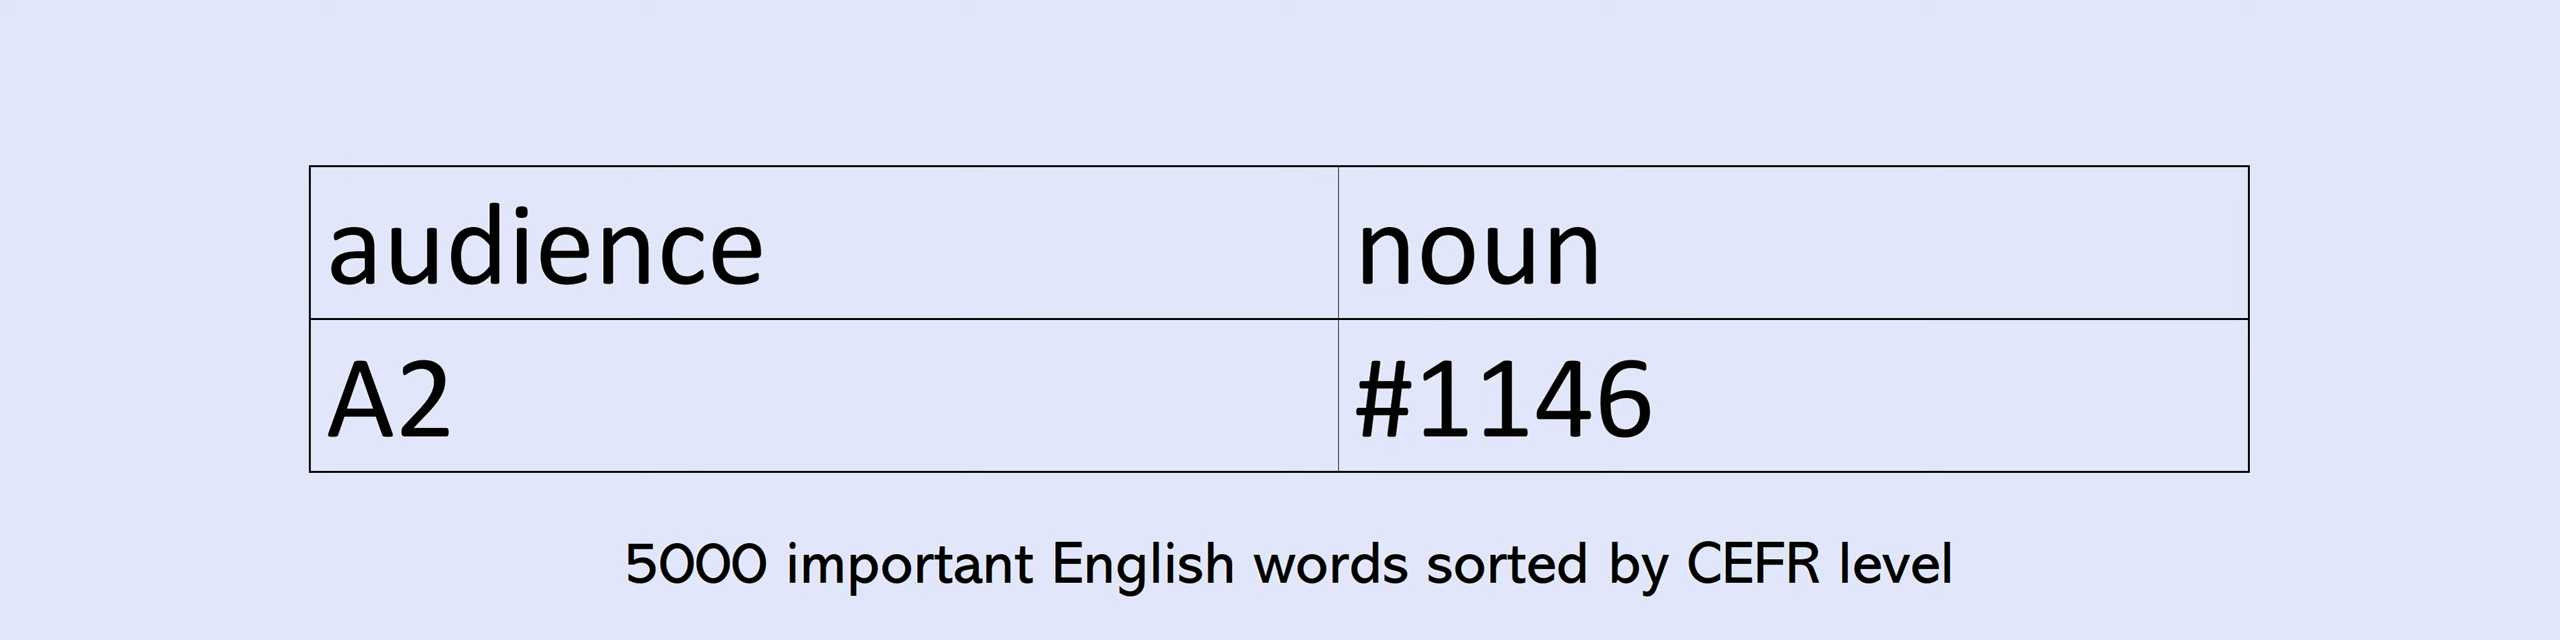 audience noun
A2 #1146
5000 important English words sorted by CEFR level